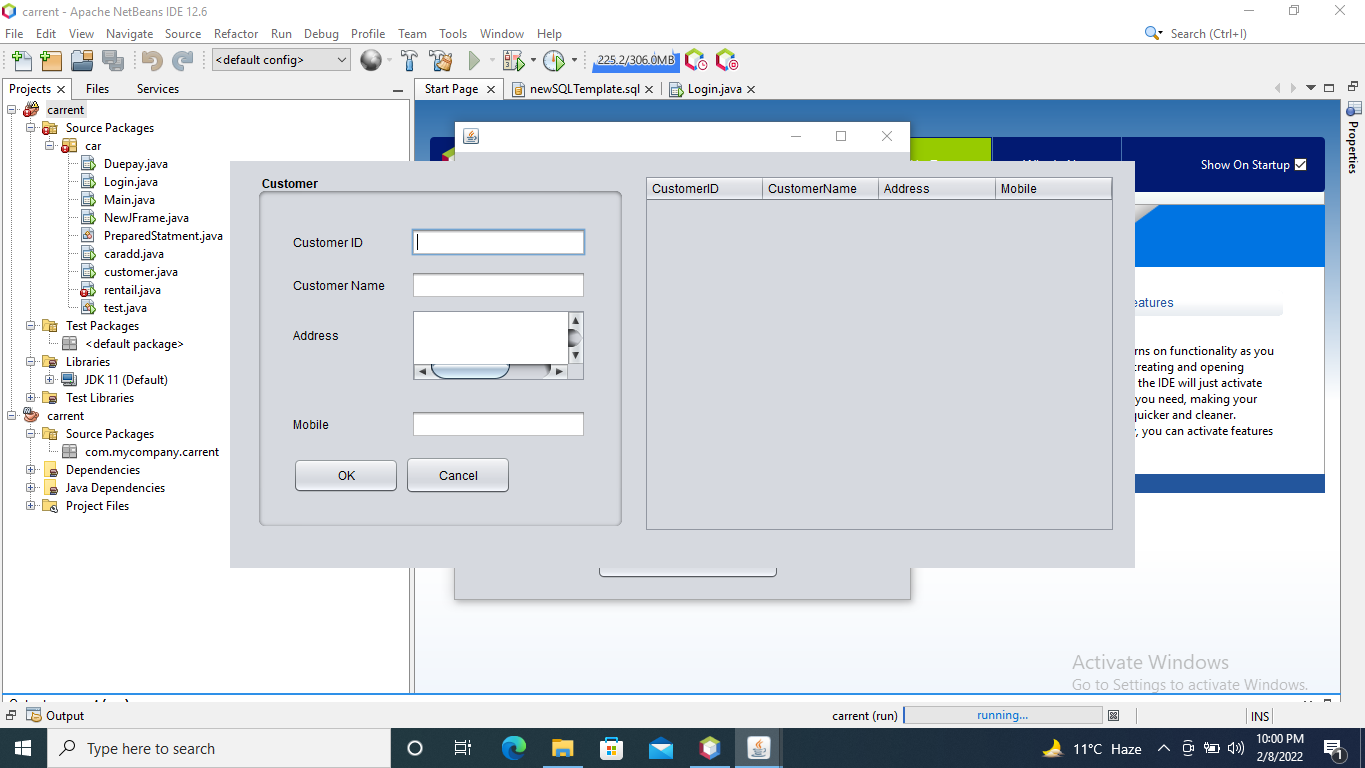 carrent - Apache NetBeans IDE 12.6
File Edit View Navigate Source Refactor Run Debug Profile Team Tools Window Help
Search (Ctrl+I)
<default config>
225.2/306.0MB
Projects
Files
Services
Start Page
newSQLTemplate.sql
Login.java
carrent
Source Packages
car
Duepay.java
Login.java
Main.java
NewJFrame.java
PreparedStatment.java
caradd.java
customer.java
rentail.java
test.java
Test Packages
<default package>
Libraries
JDK 11 (Default)
Test Libraries
carrent
Source Packages
com.mycompany.carrent
Dependencies
Java Dependencies
Project Files
Customer
Customer ID
Customer Name
Address
Mobile
OK
Cancel
CustomerID
CustomerName
Address
Mobile
Show On Startup
Properties
eatures
rns on functionality as you
creating and opening
the IDE will just activate
you need, making your
quicker and cleaner.
, you can activate features
Activate Windows
Go to Settings to activate Windows.
Output
carrent (run)
running...
INS
Type here to search
11°C Haze
10:00 PM
2/8/2022
1